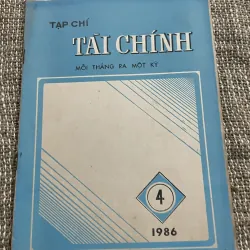 TẠP CHÍ
TÀI CHÍNH
MỖI THÁNG RA MỘT KỲ
4
1986